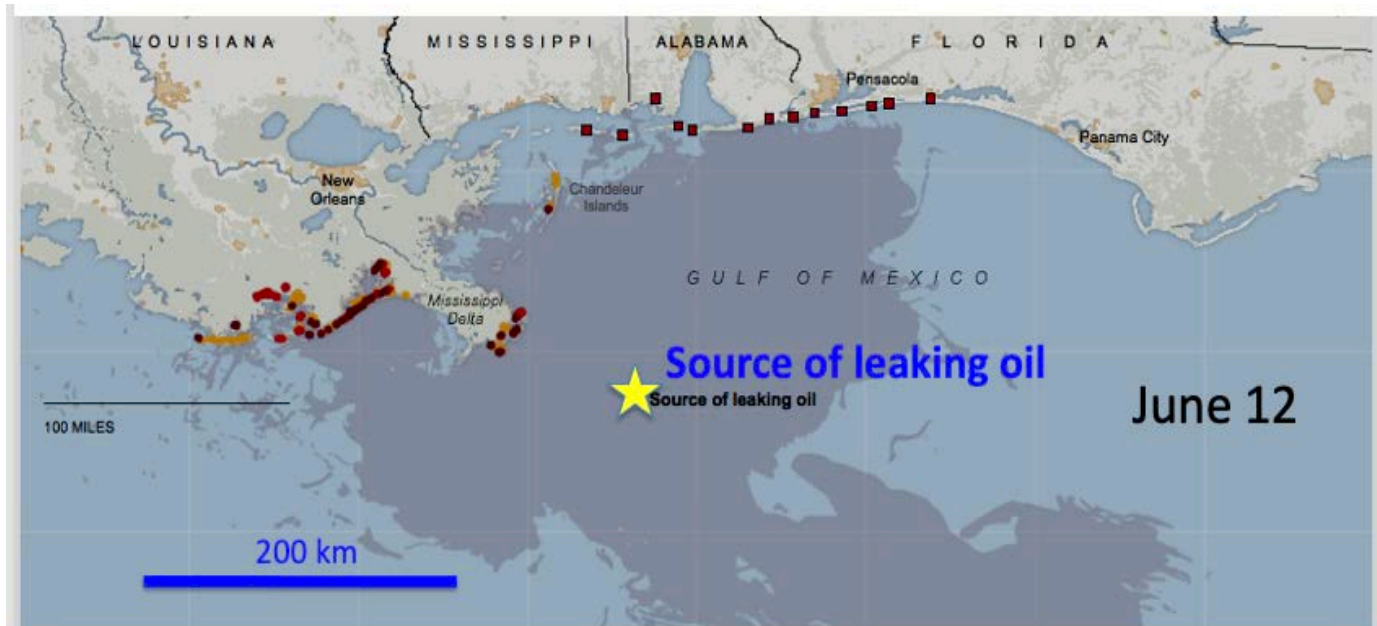 LOUISIANA
MISSISSIPPI
ALABAMA
FLORIDA
Pensacola
Panama City
New
Orleans
Chandeleur
Islands
GULF OF MEXICO
Mississippi
Delta
Source of leaking oil
Source of leaking oil
June 12
100 MILES
200 km